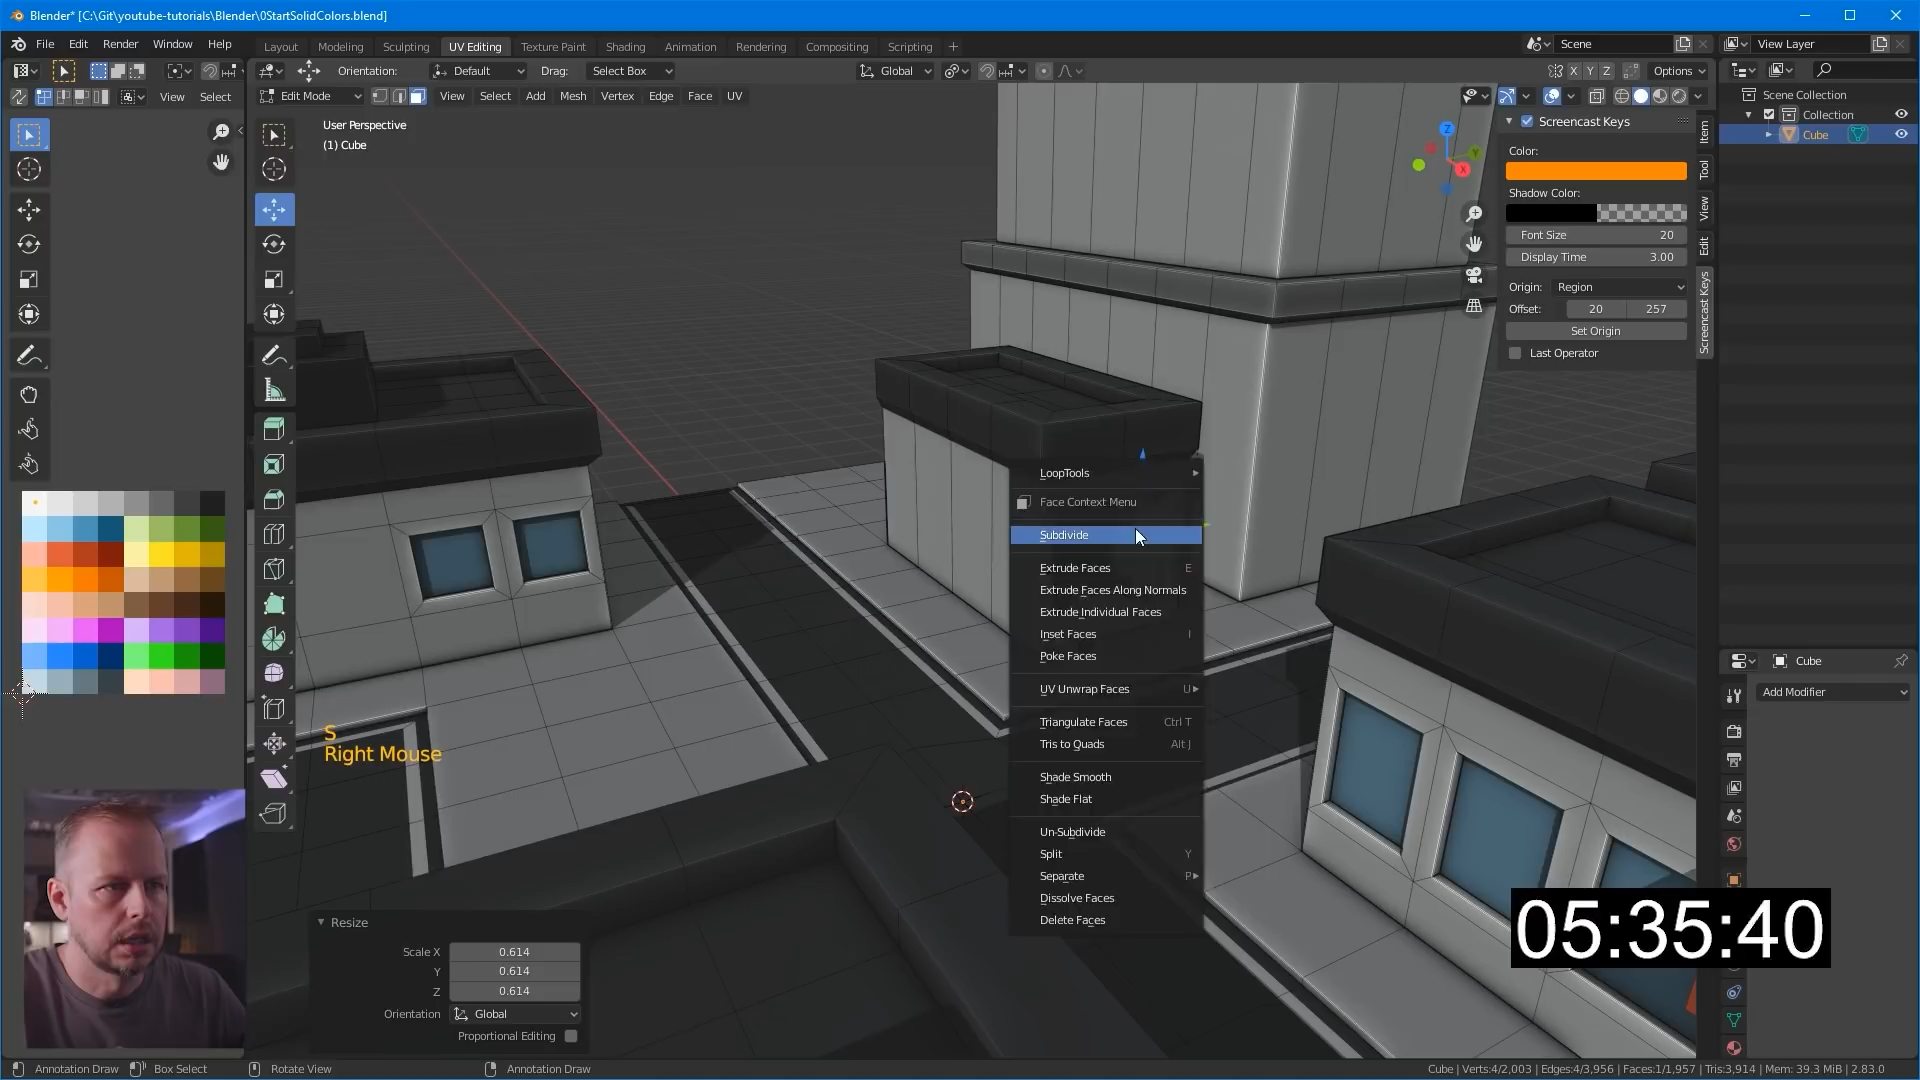 Blender* [C:\Git\youtube-tutorials\Blender\0StartSolidColors.blend]
File Edit Render Window Help
Layout Modeling Sculpting UV Editing Texture Paint Shading Animation Rendering Compositing Scripting +
Scene
View Layer
Orientation: Default Drag: Select Box
Global
X Y Z Options
View Select
Edit Mode
View Select Add Mesh Vertex Edge Face UV
User Perspective
(1) Cube
Z
Y
X
Screencast Keys
Color:
Shadow Color:
Font Size 20
Display Time 3.00
Origin: Region
Offset: 20 257
Set Origin
Last Operator
Item
Tool
View
Edit
Screencast Keys
Scene Collection
Collection
Cube
Cube
Add Modifier
LoopTools
Face Context Menu
Subdivide
Extrude Faces E
Extrude Faces Along Normals
Extrude Individual Faces
Inset Faces I
Poke Faces
UV Unwrap Faces U
Triangulate Faces Ctrl T
Tris to Quads Alt J
Shade Smooth
Shade Flat
Un-Subdivide
Split Y
Separate P
Dissolve Faces
Delete Faces
S
Right Mouse
Resize
Scale X 0.614
Y 0.614
Z 0.614
Orientation Global
Proportional Editing
05:35:40
Annotation Draw Box Select Rotate View Annotation Draw
Cube | Verts:4/2,003 | Edges:4/3,956 | Faces:1/1,957 | Tris:3,914 | Mem: 39.3 MiB | 2.83.0